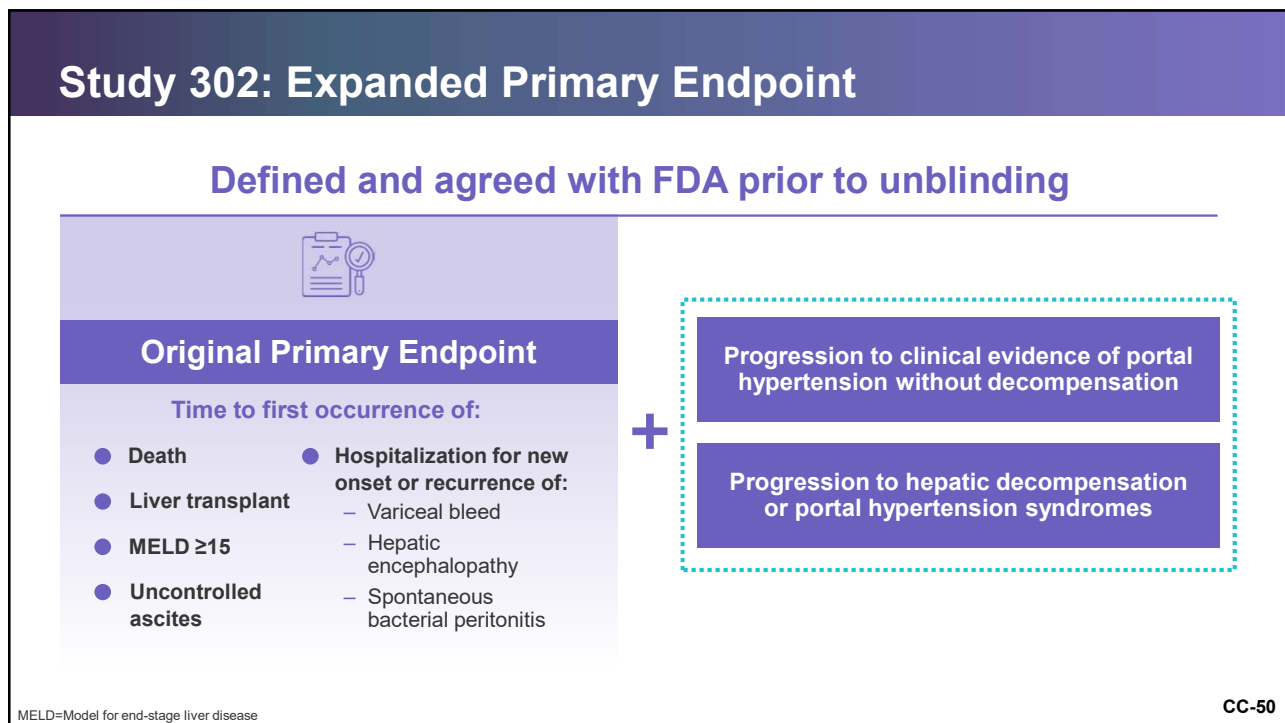 Study 302: Expanded Primary Endpoint
Defined and agreed with FDA prior to unblinding
Original Primary Endpoint
Time to first occurrence of:
● Death
● Liver transplant
● MELD ≥15
● Uncontrolled
ascites
● Hospitalization for new
onset or recurrence of:
– Variceal bleed
– Hepatic
encephalopathy
– Spontaneous
bacterial peritonitis
+
Progression to clinical evidence of portal
hypertension without decompensation
Progression to hepatic decompensation
or portal hypertension syndromes
MELD=Model for end-stage liver disease
CC-50